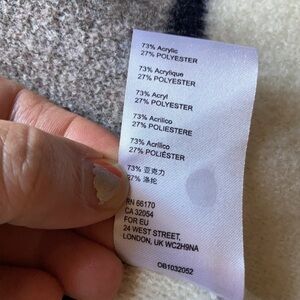 73% Acrylic
27% POLYESTER
73% Acrylique
27% POLYESTER
73% Acryl
27% POLYESTER
73% Acrilico
27% POLIESTERE
73% Acrílico
27% POLIÉSTER
73% 亚克力
27% 涤纶
RN 66170
CA 32054
FOR EU
24 WEST STREET,
LONDON, UK WC2H9NA
OB1032052